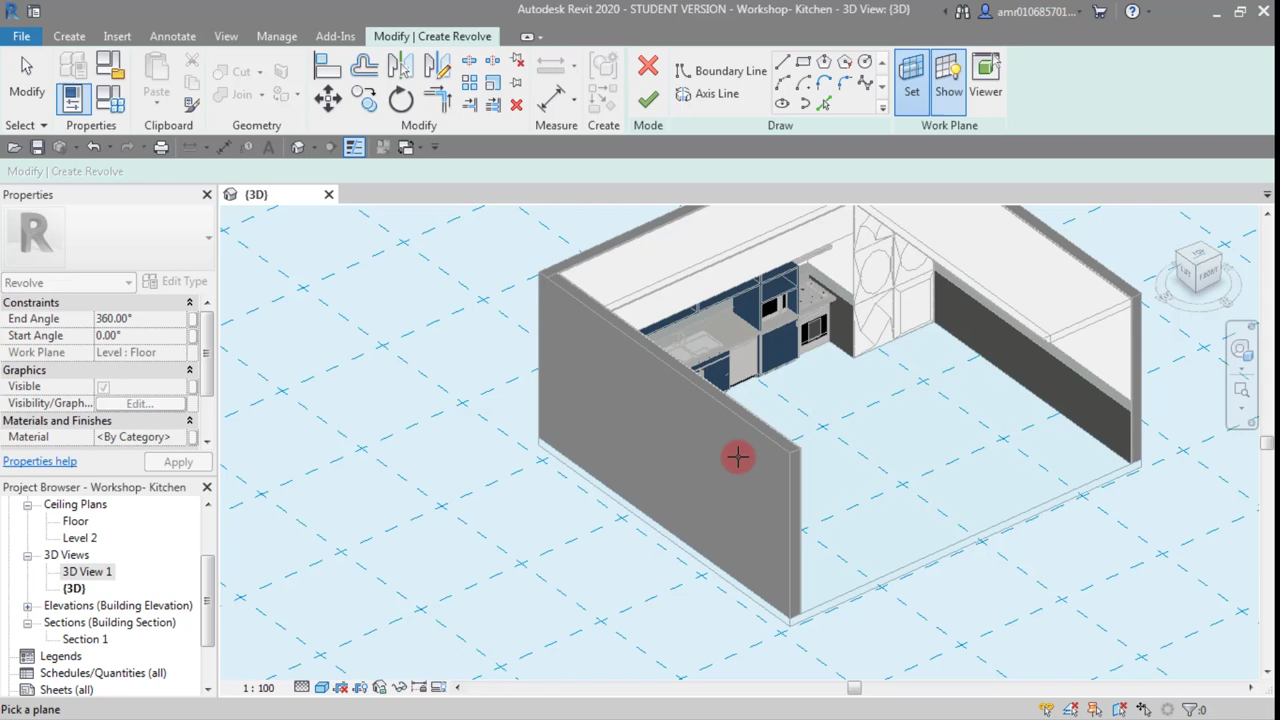 Autodesk Revit 2020 - STUDENT VERSION - Workshop- Kitchen - 3D View: {3D}
amr010685701...
File Create Insert Annotate View Manage Add-Ins Modify | Create Revolve
Modify
Paste
Cut
Join
Boundary Line
Axis Line
Set
Show
Viewer
Select Properties Clipboard Geometry Modify Measure Create Mode Draw Work Plane
Modify | Create Revolve
Properties
{3D}
Revolve
Edit Type
Constraints
End Angle 360.00°
Start Angle 0.00°
Work Plane Level : Floor
Graphics
Visible
Visibility/Graph... Edit...
Materials and Finishes
Material <By Category>
Properties help
Apply
Project Browser - Workshop- Kitchen
Ceiling Plans
Floor
Level 2
3D Views
3D View 1
{3D}
Elevations (Building Elevation)
Sections (Building Section)
Section 1
Legends
Schedules/Quantities (all)
Sheets (all)
1 : 100
Pick a plane
:0
FRONT